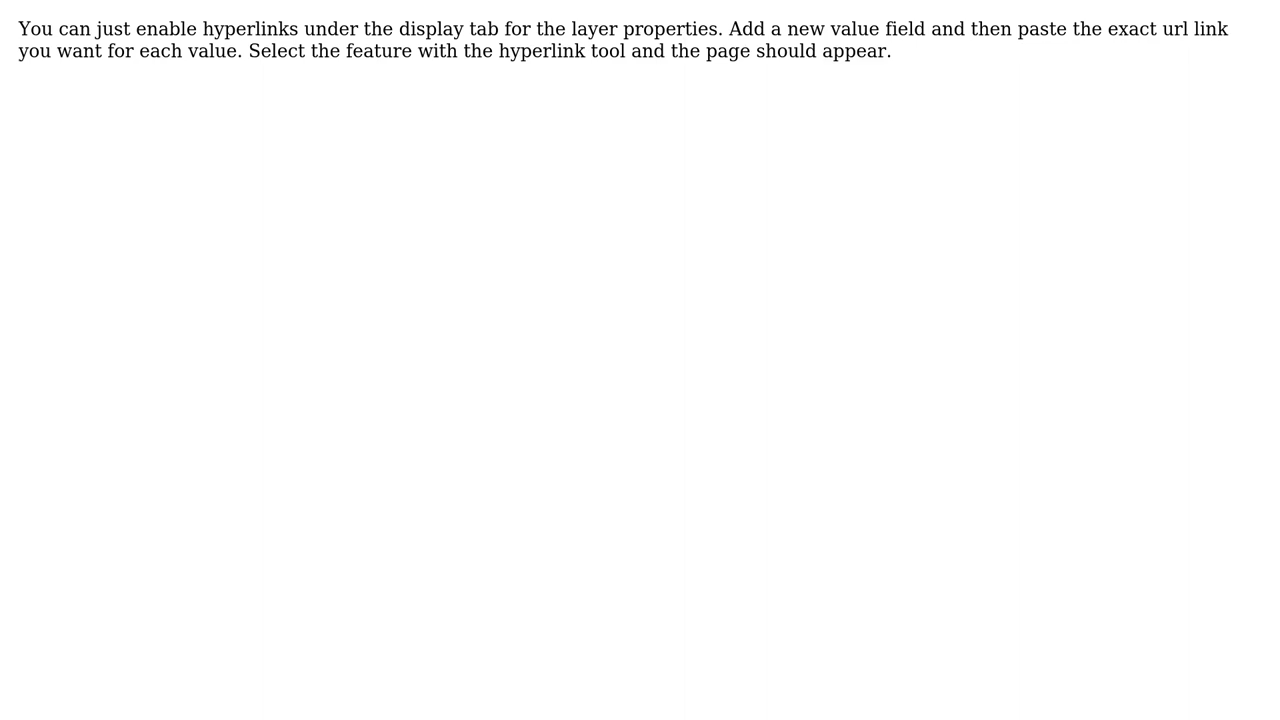 You can just enable hyperlinks under the display tab for the layer properties. Add a new value field and then paste the exact url link
you want for each value. Select the feature with the hyperlink tool and the page should appear.